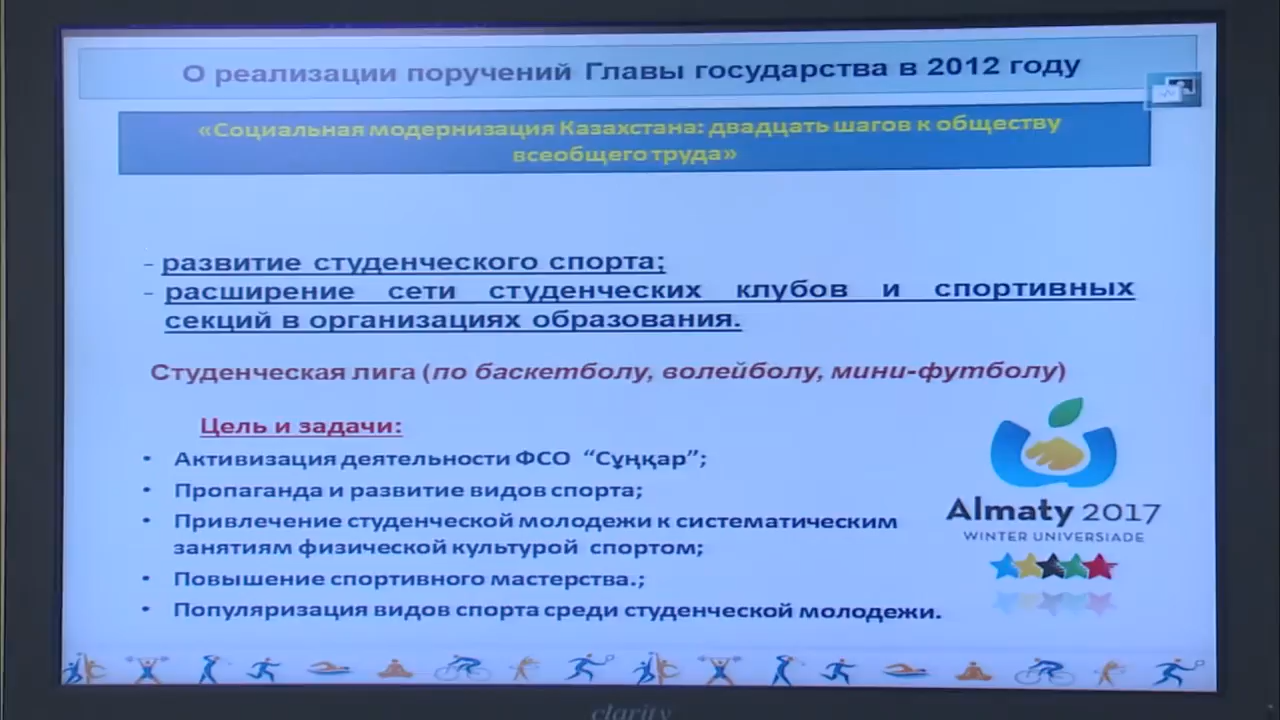 О реализации поручений Главы государства в 2012 году
«Социальная модернизация Казахстана: двадцать шагов к обществу
всеобщего труда»
- развитие студенческого спорта;
- расширение сети студенческих клубов и спортивных
секций в организациях образования.
Студенческая лига (по баскетболу, волейболу, мини-футболу)
Цель и задачи:
• Активизация деятельности ФСО “Сұңқар”;
• Пропаганда и развитие видов спорта;
• Привлечение студенческой молодежи к систематическим
занятиям физической культурой спортом;
• Повышение спортивного мастерства.;
• Популяризация видов спорта среди студенческой молодежи.
Almaty 2017
WINTER UNIVERSIADE
clarity